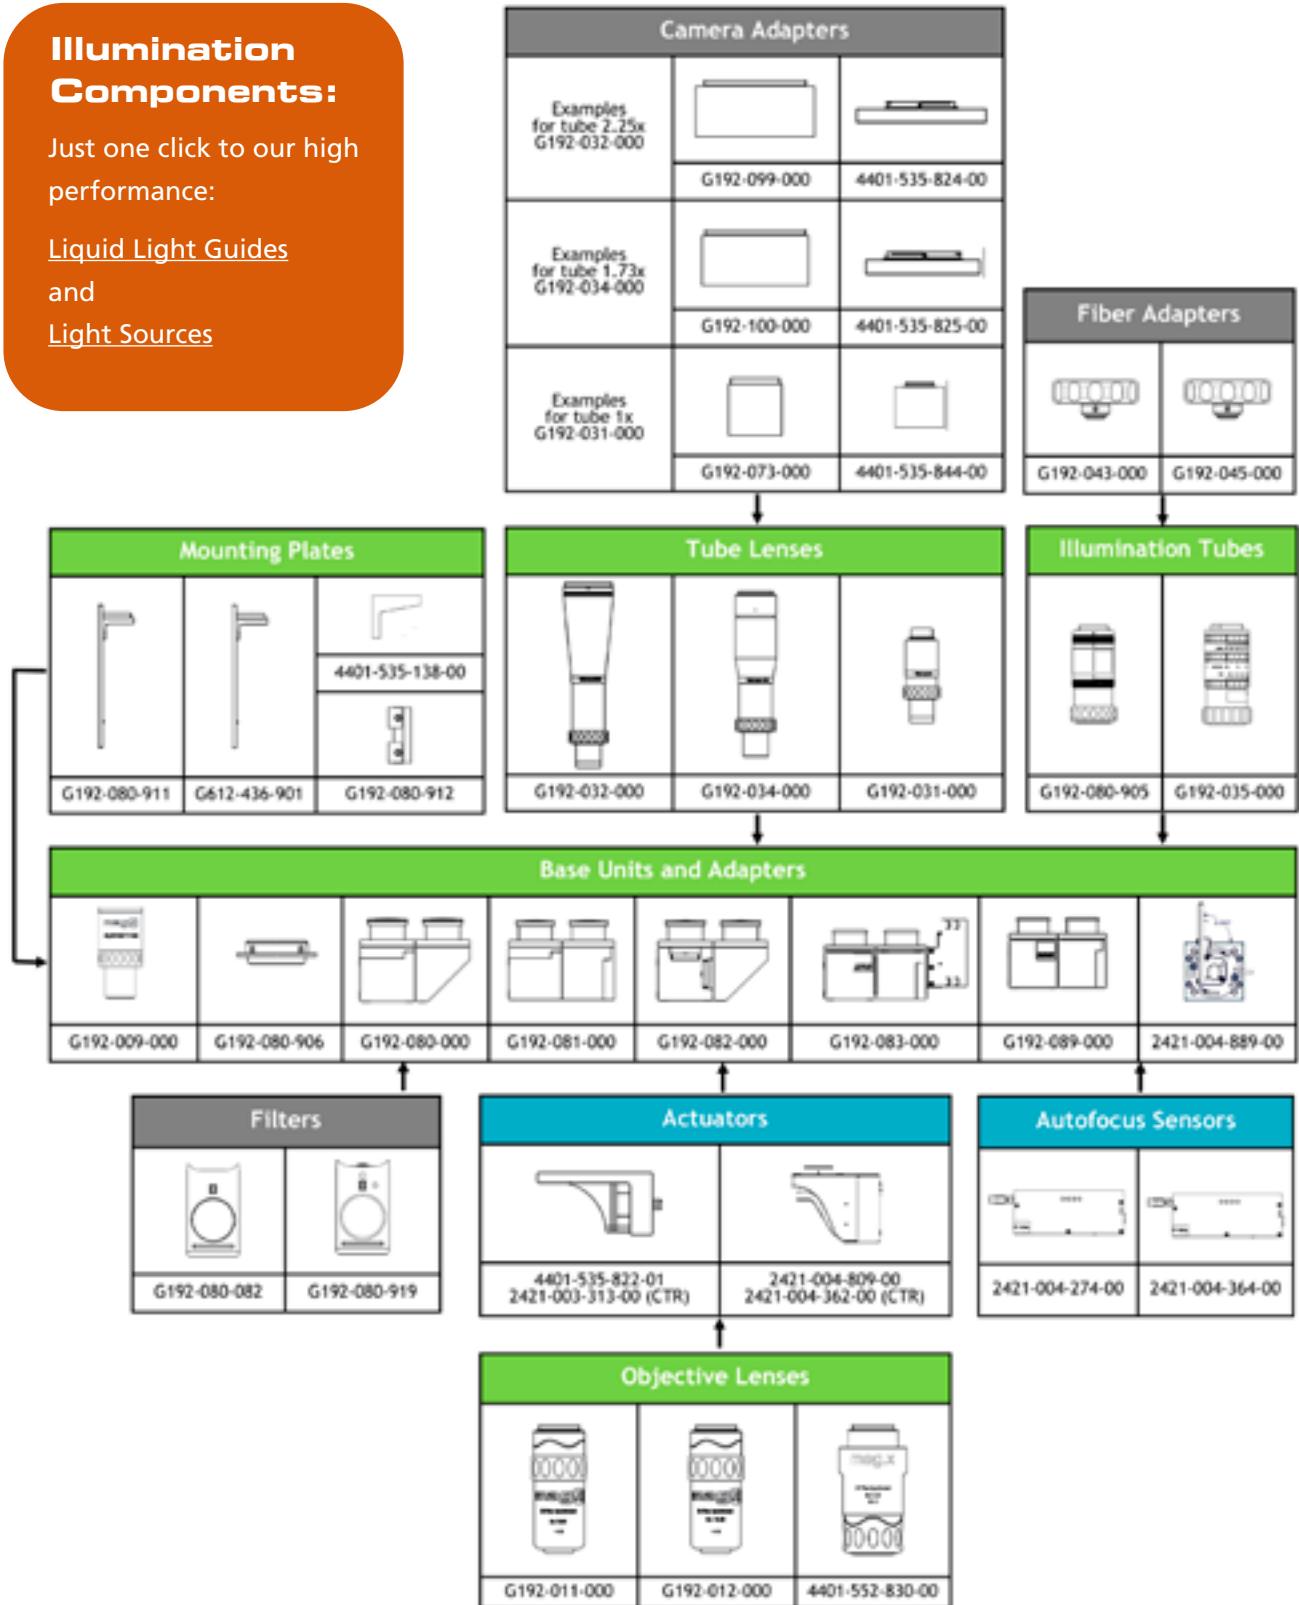 Illumination
Components:
Just one click to our high
performance:
Liquid Light Guides
and
Light Sources
Camera Adapters
Examples
for tube 2.25x
G192-032-000
G192-099-000
4401-535-824-00
Examples
for tube 1.73x
G192-034-000
G192-100-000
4401-535-825-00
Examples
for tube 1x
G192-031-000
G192-073-000
4401-535-844-00
Fiber Adapters
G192-043-000
G192-045-000
Mounting Plates
4401-535-138-00
G192-080-911
G612-436-901
G192-080-912
Tube Lenses
G192-032-000
G192-034-000
G192-031-000
Illumination Tubes
G192-080-905
G192-035-000
Base Units and Adapters
G192-009-000
G192-080-906
G192-080-000
G192-081-000
G192-082-000
G192-083-000
G192-089-000
2421-004-889-00
Filters
G192-080-082
G192-080-919
Actuators
4401-535-822-01
2421-003-313-00 (CTR)
2421-004-809-00
2421-004-362-00 (CTR)
Autofocus Sensors
2421-004-274-00
2421-004-364-00
Objective Lenses
mag.x
G192-011-000
G192-012-000
4401-552-830-00